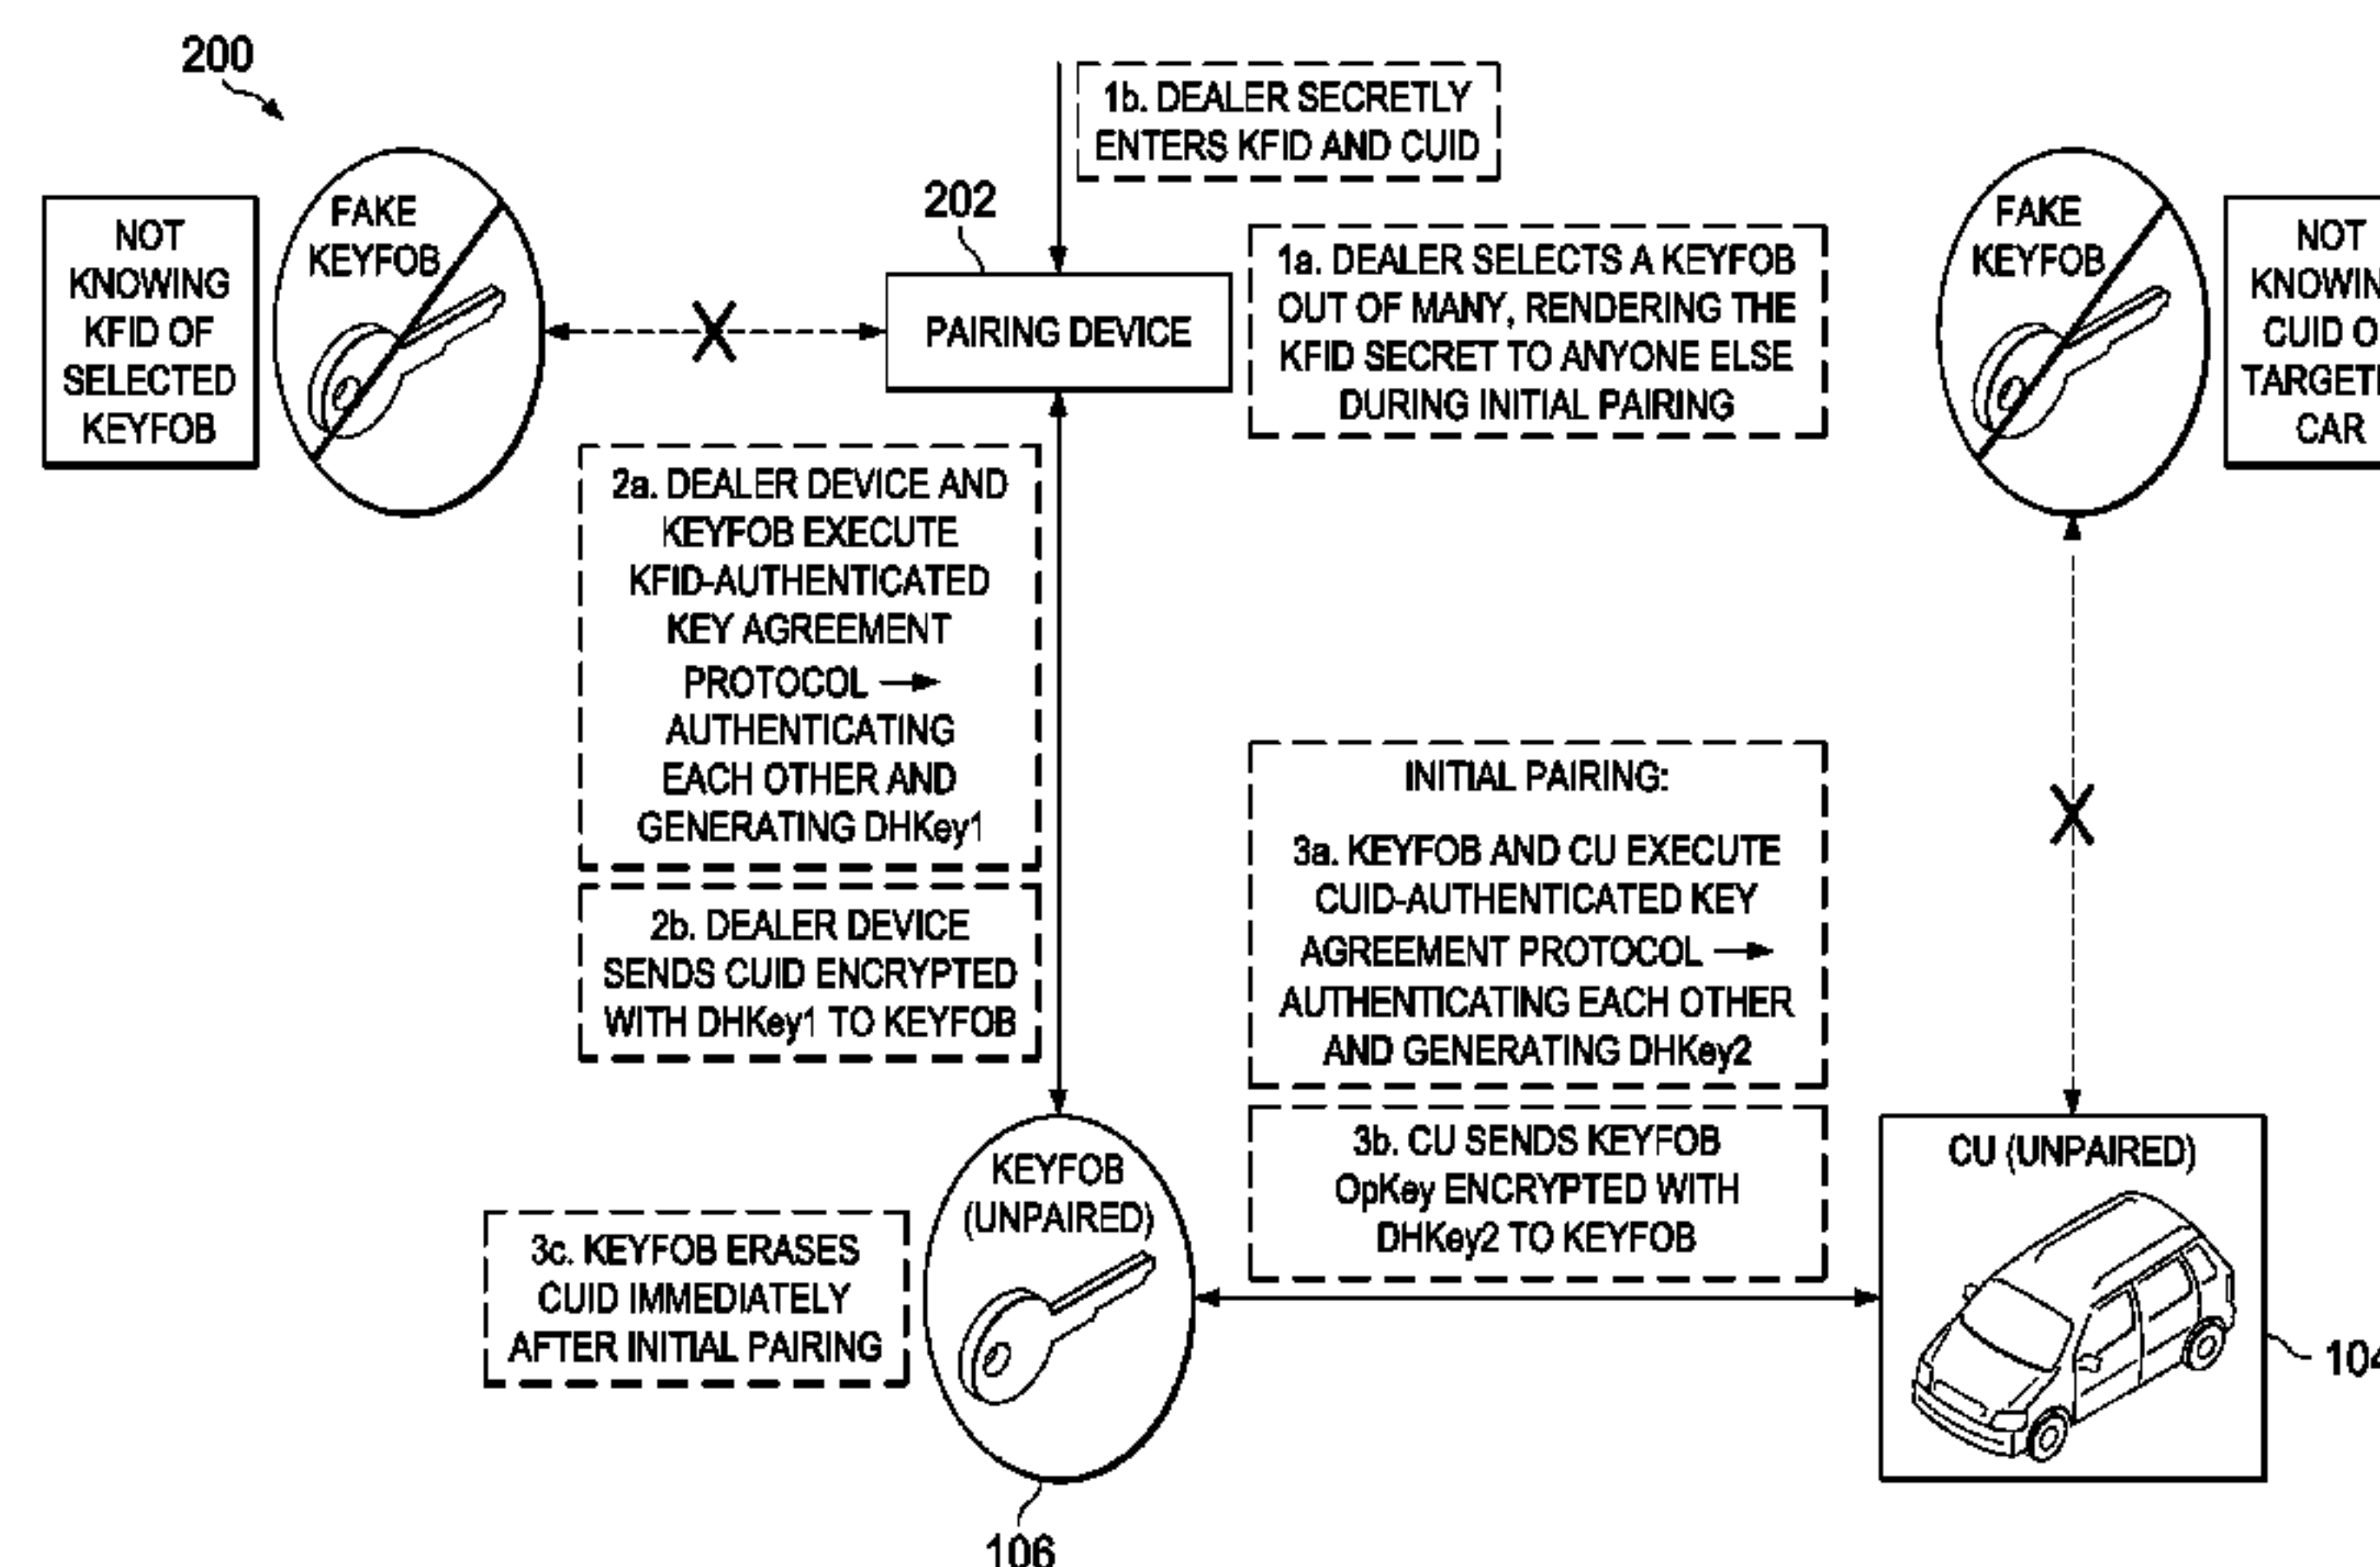 200
1b. DEALER SECRETLY
ENTERS KFID AND CUID
NOT
KNOWING
KFID OF
SELECTED
KEYFOB
FAKE
KEYFOB
202
PAIRING DEVICE
1a. DEALER SELECTS A KEYFOB
OUT OF MANY, RENDERING THE
KFID SECRET TO ANYONE ELSE
DURING INITIAL PAIRING
FAKE
KEYFOB
NOT
CUID
CAR
2a. DEALER DEVICE AND
KEYFOB EXECUTE
KFID-AUTHENTICATED
KEY AGREEMENT
PROTOCOL →
AUTHENTICATING
EACH OTHER AND
GENERATING DHKey1
2b. DEALER DEVICE
SENDS CUID ENCRYPTED
WITH DHKey1 TO KEYFOB
INITIAL PAIRING:
3a. KEYFOB AND CU EXECUTE
CUID-AUTHENTICATED KEY
AGREEMENT PROTOCOL →
AUTHENTICATING EACH OTHER
AND GENERATING DHKey2
3b. CU SENDS KEYFOB
OpKey ENCRYPTED WITH
DHKey2 TO KEYFOB
3c. KEYFOB ERASES
CUID IMMEDIATELY
AFTER INITIAL PAIRING
KEYFOB
(UNPAIRED)
106
CU (UNPAIRED)
104